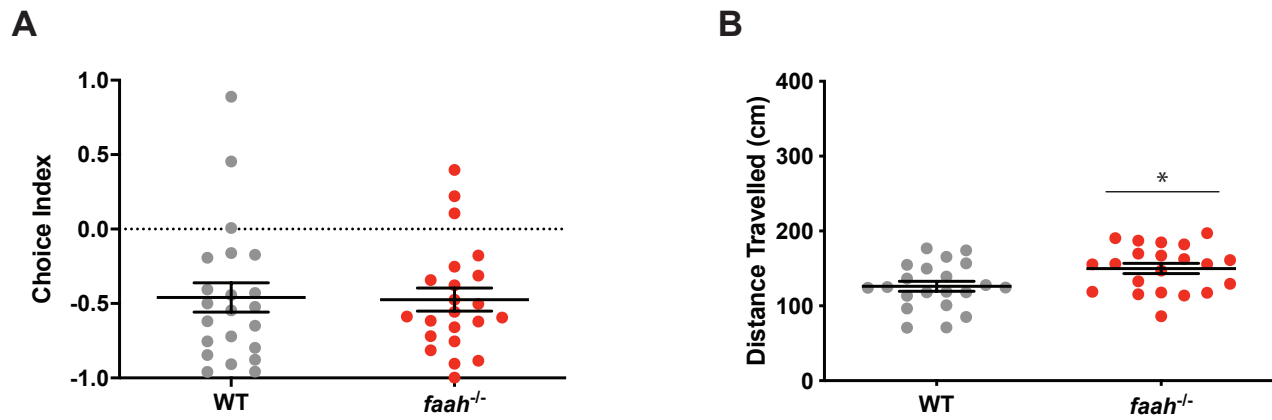 A
Choice Index
1.0
0.5
0.0
-0.5
-1.0
WT
faah-/-
B
Distance Travelled (cm)
400
300
200
100
0
*
WT
faah-/-